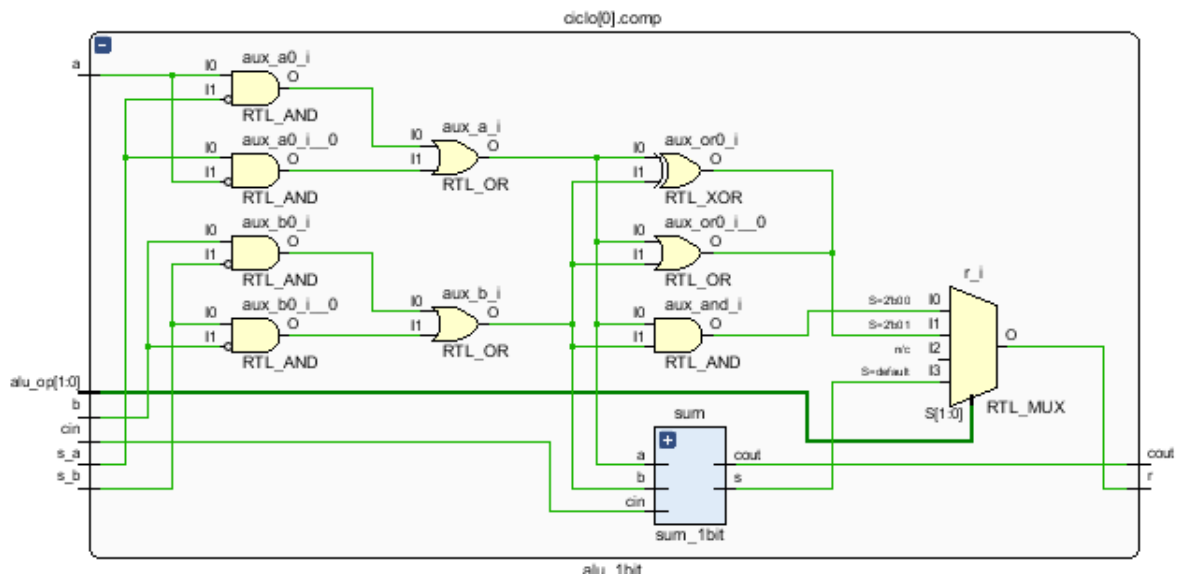 ciclo[0].comp
a
I0
I1
aux_a0_i
O
RTL_AND
I0
I1
aux_a0_i__0
O
RTL_AND
I0
I1
aux_b0_i
O
RTL_AND
I0
I1
aux_b0_i__0
O
RTL_AND
I0
I1
aux_a_i
O
RTL_OR
I0
I1
aux_b_i
O
RTL_OR
I0
I1
aux_or0_i
O
RTL_XOR
I0
I1
aux_or0_i__0
O
RTL_OR
I0
I1
aux_and_i
O
RTL_AND
r_i
S=2'b00 I0
S=2'b01 I1
n/c I2
S=default I3
S[1:0]
O
RTL_MUX
alu_op[1:0]
b
cin
s_a
s_b
sum
a
b
cin
cout
s
sum_1bit
cout
r
alu_1bit